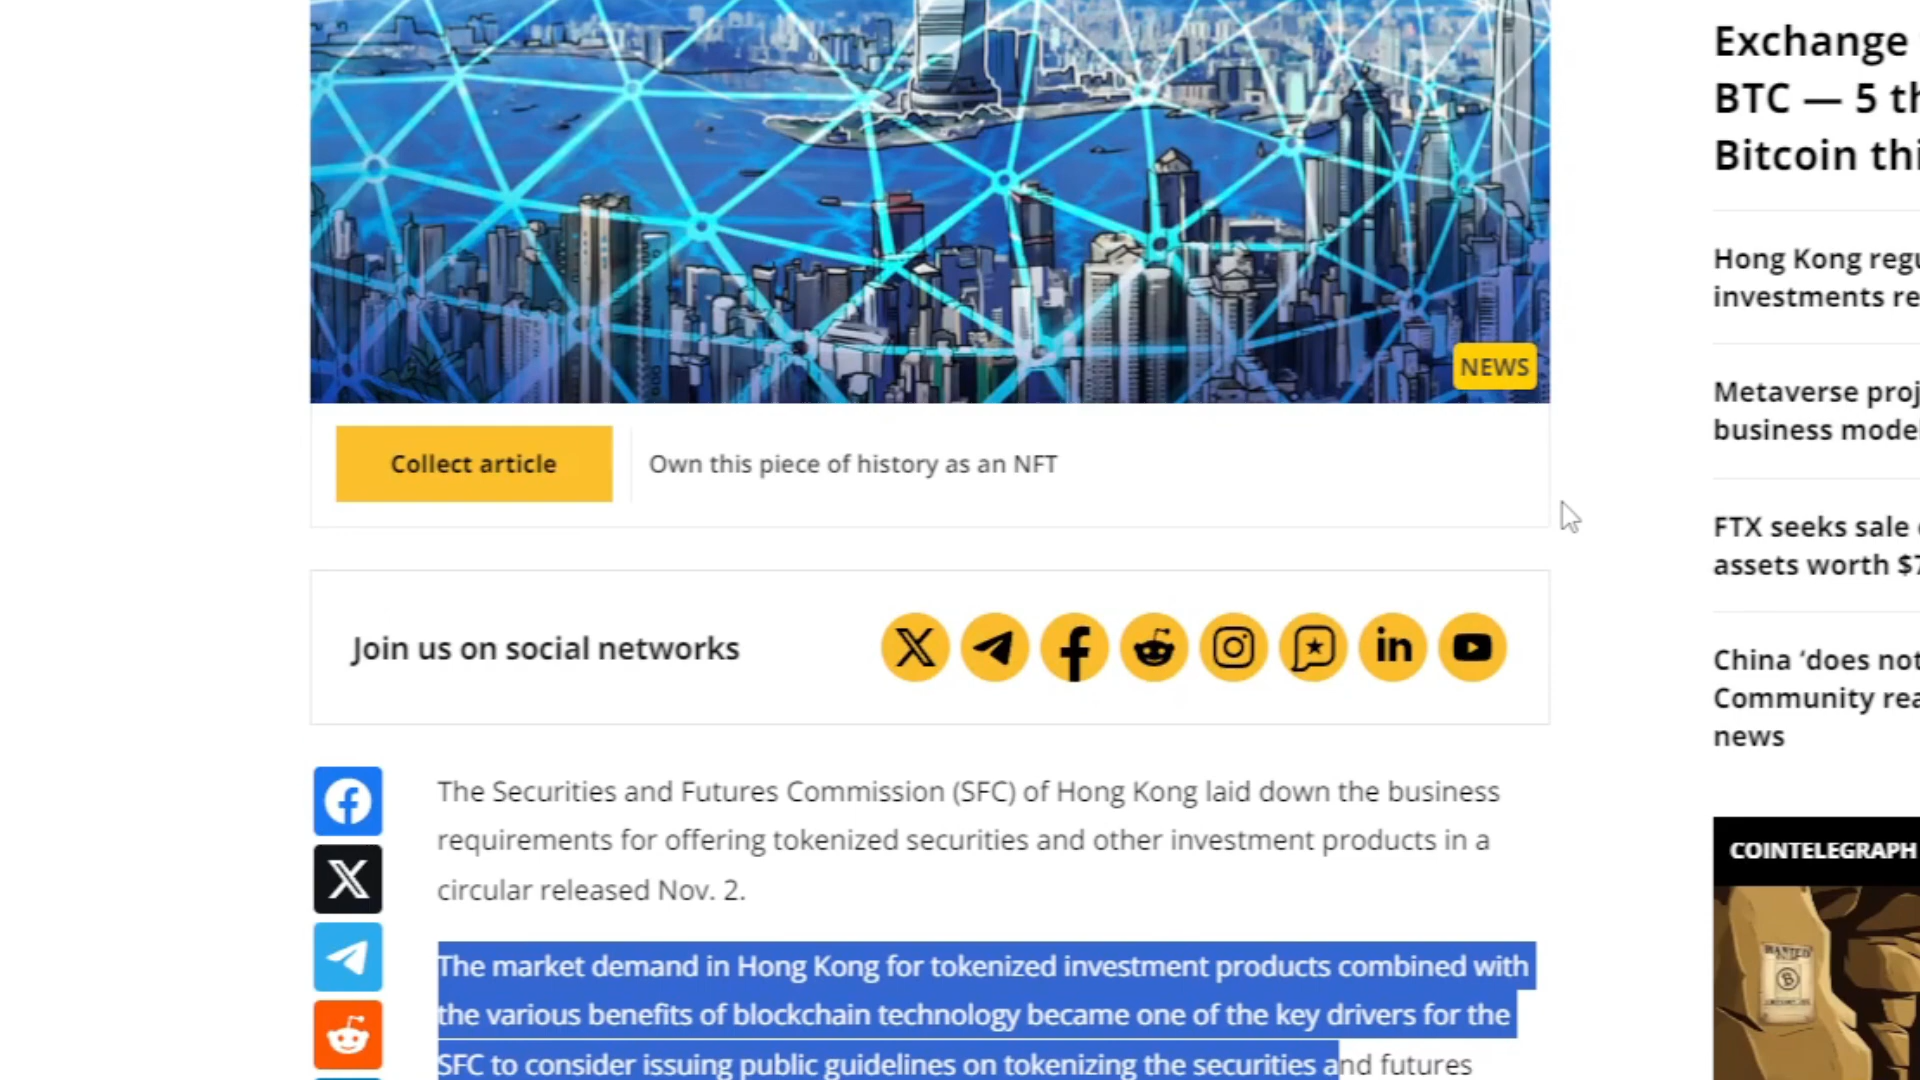 NEWS
Collect article
Own this piece of history as an NFT
Join us on social networks
The Securities and Futures Commission (SFC) of Hong Kong laid down the business
requirements for offering tokenized securities and other investment products in a
circular released Nov. 2.
The market demand in Hong Kong for tokenized investment products combined with
the various benefits of blockchain technology became one of the key drivers for the
SFC to consider issuing public guidelines on tokenizing the securities and futures
Exchange
BTC — 5 th
Bitcoin thi
Hong Kong regu
investments re
Metaverse proj
business model
FTX seeks sale
assets worth $7
China ‘does not
Community rea
news
COINTELEGRAPH
WANTED